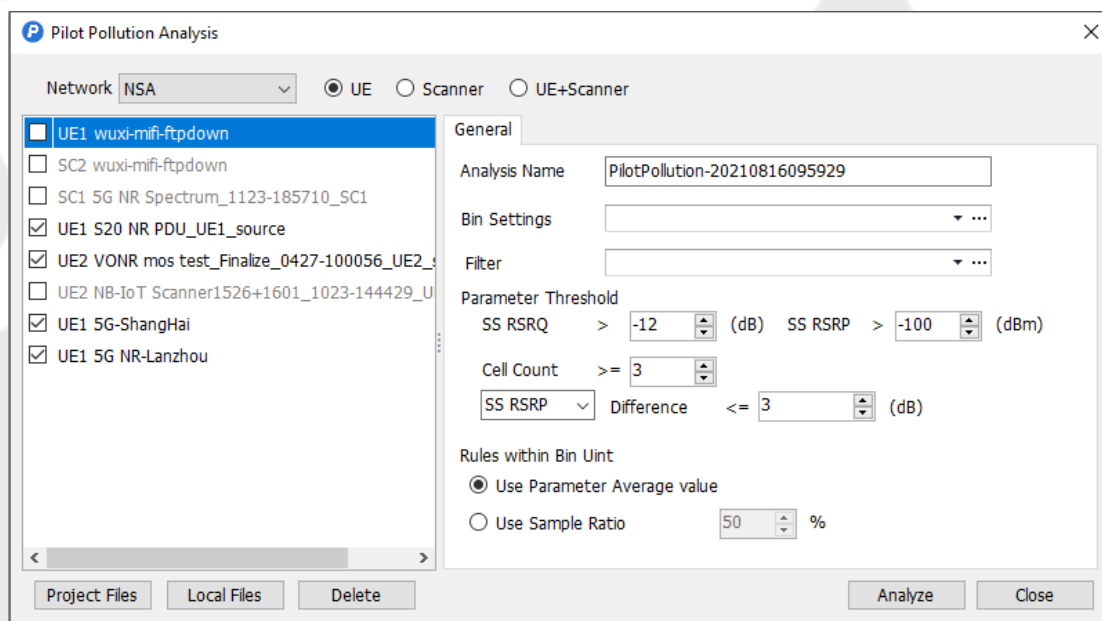 Pilot Pollution Analysis
Network NSA UE Scanner UE+Scanner
UE1 wuxi-mifi-ftpdown
SC2 wuxi-mifi-ftpdown
SC1 5G NR Spectrum_1123-185710_SC1
UE1 S20 NR PDU_UE1_source
UE2 VONR mos test_Finalize_0427-100056_UE2_s
UE2 NB-IoT Scanner1526+1601_1023-144429_U
UE1 5G-ShangHai
UE1 5G NR-Lanzhou
General
Analysis Name PilotPollution-20210816095929
Bin Settings
Filter
Parameter Threshold
SS RSRQ > -12 (dB) SS RSRP > -100 (dBm)
Cell Count >= 3
SS RSRP Difference <= 3 (dB)
Rules within Bin Uint
Use Parameter Average value
Use Sample Ratio 50 %
Project Files Local Files Delete Analyze Close